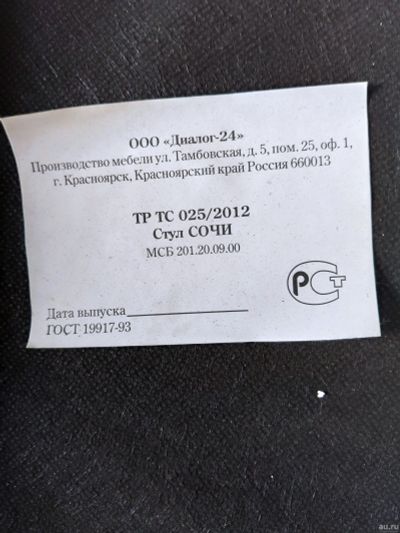 ООО «Диалог-24»
Производство мебели ул. Тамбовская, д. 5, пом. 25, оф. 1,
г. Красноярск, Красноярский край Россия 660013
ТР ТС 025/2012
Стул СОЧИ
МСБ 201.20.09.00
РСТ
Дата выпуска
ГОСТ 19917-93
au.ru